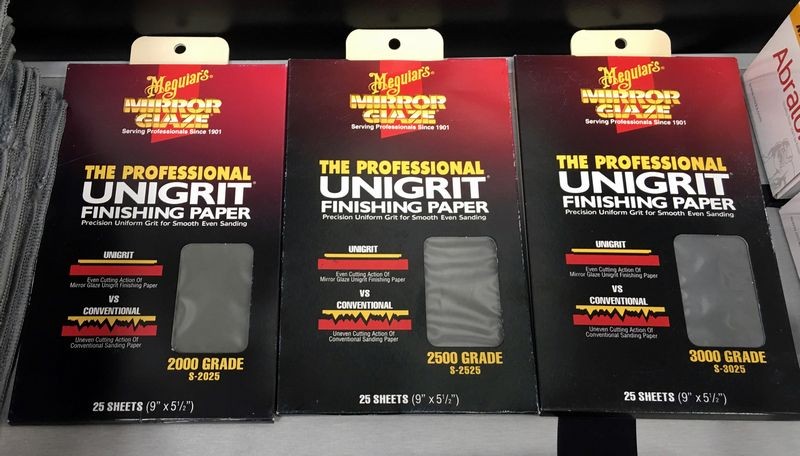 Meguiar's
MIRROR
GLAZE
Serving Professionals Since 1901
THE PROFESSIONAL
UNIGRIT®
FINISHING PAPER
Precision Uniform Grit for Smooth Even Sanding
UNIGRIT
Even Cutting Action Of
Mirror Glaze Unigrit Finishing Paper
VS
CONVENTIONAL
Uneven Cutting Action Of
Conventional Sanding Paper
2000 GRADE
S-2025
25 SHEETS (9" x 5½")
Meguiar's
MIRROR
GLAZE
Serving Professionals Since 1901
THE PROFESSIONAL
UNIGRIT®
FINISHING PAPER
Precision Uniform Grit for Smooth Even Sanding
UNIGRIT
Even Cutting Action Of
Mirror Glaze Unigrit Finishing Paper
VS
CONVENTIONAL
Uneven Cutting Action Of
Conventional Sanding Paper
2500 GRADE
S-2525
25 SHEETS (9" x 5½")
Meguiar's
MIRROR
GLAZE
Serving Professionals Since 1901
THE PROFESSIONAL
UNIGRIT®
FINISHING PAPER
Precision Uniform Grit for Smooth Even Sanding
UNIGRIT
Even Cutting Action Of
Mirror Glaze Unigrit Finishing Paper
VS
CONVENTIONAL
Uneven Cutting Action Of
Conventional Sanding Paper
3000 GRADE
S-3025
25 SHEETS (9" x 5½")
Abral